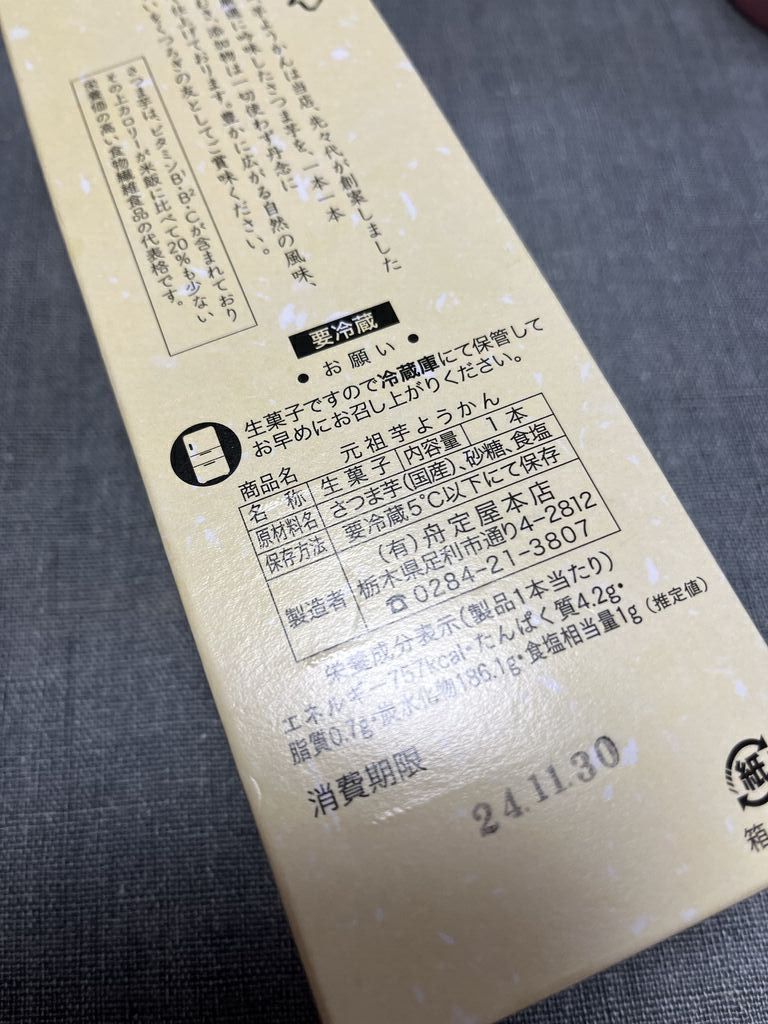 ようかんは当店、先々代が創案しました
吟味したさつま芋を、一本一本
添加物は一切使わず丹念に
上げております。豊かに広がる自然の風味、
くつろぎの友としてご賞味ください。
さつま芋は、ビタミンB¹・B²・Cが含まれており
その上カロリーが米飯に比べて20%も少ない
栄養価の高い食物繊維食品の代表格です。
要冷蔵
●お願い●
生菓子ですので冷蔵庫にて保管して
お早めにお召し上がりください。
商品名 元祖芋ようかん
名称 生菓子 内容量 1本
原材料名 さつま芋(国産)、砂糖、食塩
保存方法 要冷蔵5℃以下にて保存
製造者 (有)舟定屋本店
栃木県足利市通り4-2812
☎0284-21-3807
栄養成分表示(製品1本当たり)
エネルギー757kcal・たんぱく質4.2g・
脂質0.7g・炭水化物186.1g・食塩相当量1g(推定値)
消費期限
24.11.30
紙
箱